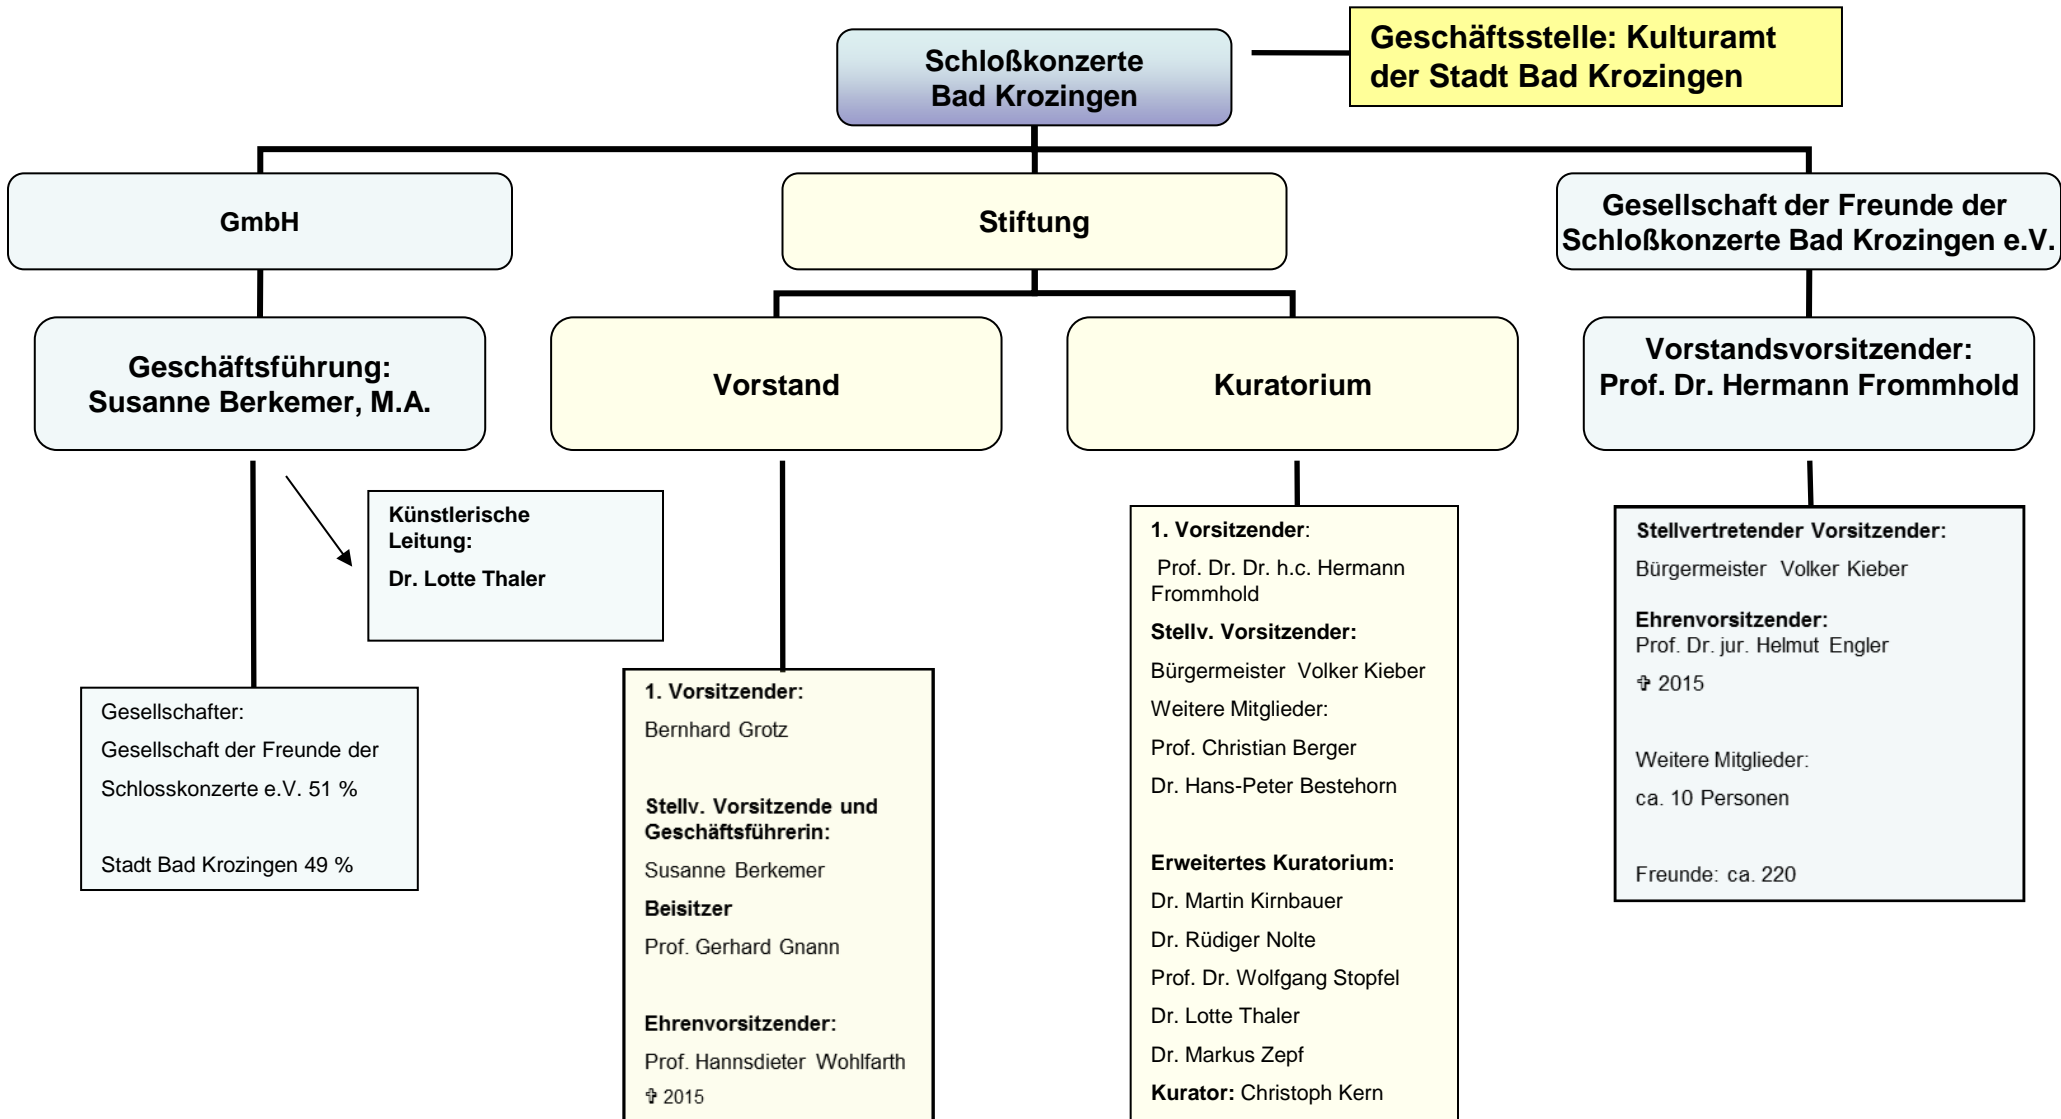 Schloßkonzerte
Bad Krozingen
Geschäftsstelle: Kulturamt
der Stadt Bad Krozingen
GmbH
Stiftung
Gesellschaft der Freunde der
Schloßkonzerte Bad Krozingen e.V.
Geschäftsführung:
Susanne Berkemer, M.A.
Vorstand
Kuratorium
Vorstandsvorsitzender:
Prof. Dr. Hermann Frommhold
Künstlerische
Leitung:
Dr. Lotte Thaler
Gesellschafter:
Gesellschaft der Freunde der
Schlosskonzerte e.V. 51 %
Stadt Bad Krozingen 49 %
1. Vorsitzender:
Bernhard Grotz
Stellv. Vorsitzende und
Geschäftsführerin:
Susanne Berkemer
Beisitzer
Prof. Gerhard Gnann
Ehrenvorsitzender:
Prof. Hannsdieter Wohlfarth
✞ 2015
1. Vorsitzender:
Prof. Dr. Dr. h.c. Hermann
Frommhold
Stellv. Vorsitzender:
Bürgermeister Volker Kieber
Weitere Mitglieder:
Prof. Christian Berger
Dr. Hans-Peter Bestehorn
Erweitertes Kuratorium:
Dr. Martin Kirnbauer
Dr. Rüdiger Nolte
Prof. Dr. Wolfgang Stopfel
Dr. Lotte Thaler
Dr. Markus Zepf
Kurator: Christoph Kern
Stellvertretender Vorsitzender:
Bürgermeister Volker Kieber
Ehrenvorsitzender:
Prof. Dr. jur. Helmut Engler
✞ 2015
Weitere Mitglieder:
ca. 10 Personen
Freunde: ca. 220